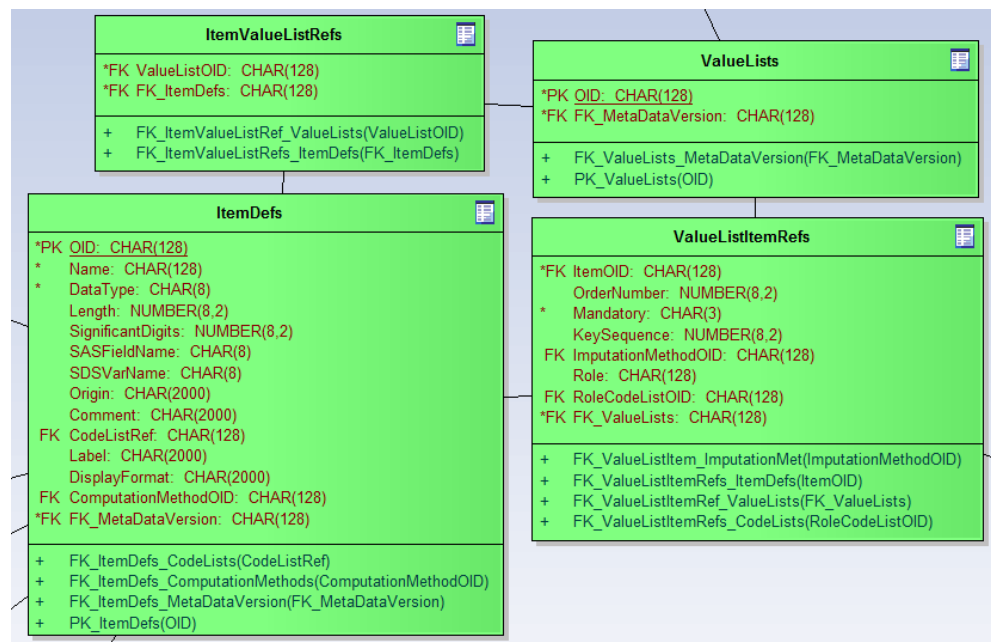 ItemValueListRefs
*FK ValueListOID: CHAR(128)
*FK FK_ItemDefs: CHAR(128)
+ FK_ItemValueListRef_ValueLists(ValueListOID)
+ FK_ItemValueListRefs_ItemDefs(FK_ItemDefs)
ValueLists
*PK OID: CHAR(128)
*FK FK_MetaDataVersion: CHAR(128)
+ FK_ValueLists_MetaDataVersion(FK_MetaDataVersion)
+ PK_ValueLists(OID)
ItemDefs
*PK OID: CHAR(128)
* Name: CHAR(128)
* DataType: CHAR(8)
Length: NUMBER(8,2)
SignificantDigits: NUMBER(8,2)
SASFieldName: CHAR(8)
SDSVarName: CHAR(8)
Origin: CHAR(2000)
Comment: CHAR(2000)
FK CodeListRef: CHAR(128)
Label: CHAR(2000)
DisplayFormat: CHAR(2000)
FK ComputationMethodOID: CHAR(128)
*FK FK_MetaDataVersion: CHAR(128)
+ FK_ItemDefs_CodeLists(CodeListRef)
+ FK_ItemDefs_ComputationMethods(ComputationMethodOID)
+ FK_ItemDefs_MetaDataVersion(FK_MetaDataVersion)
+ PK_ItemDefs(OID)
ValueListItemRefs
*FK ItemOID: CHAR(128)
OrderNumber: NUMBER(8,2)
* Mandatory: CHAR(3)
KeySequence: NUMBER(8,2)
FK ImputationMethodOID: CHAR(128)
Role: CHAR(128)
FK RoleCodeListOID: CHAR(128)
*FK FK_ValueLists: CHAR(128)
+ FK_ValueListItem_ImputationMet(ImputationMethodOID)
+ FK_ValueListItemRefs_ItemDefs(ItemOID)
+ FK_ValueListItemRef_ValueLists(FK_ValueLists)
+ FK_ValueListItemRefs_CodeLists(RoleCodeListOID)